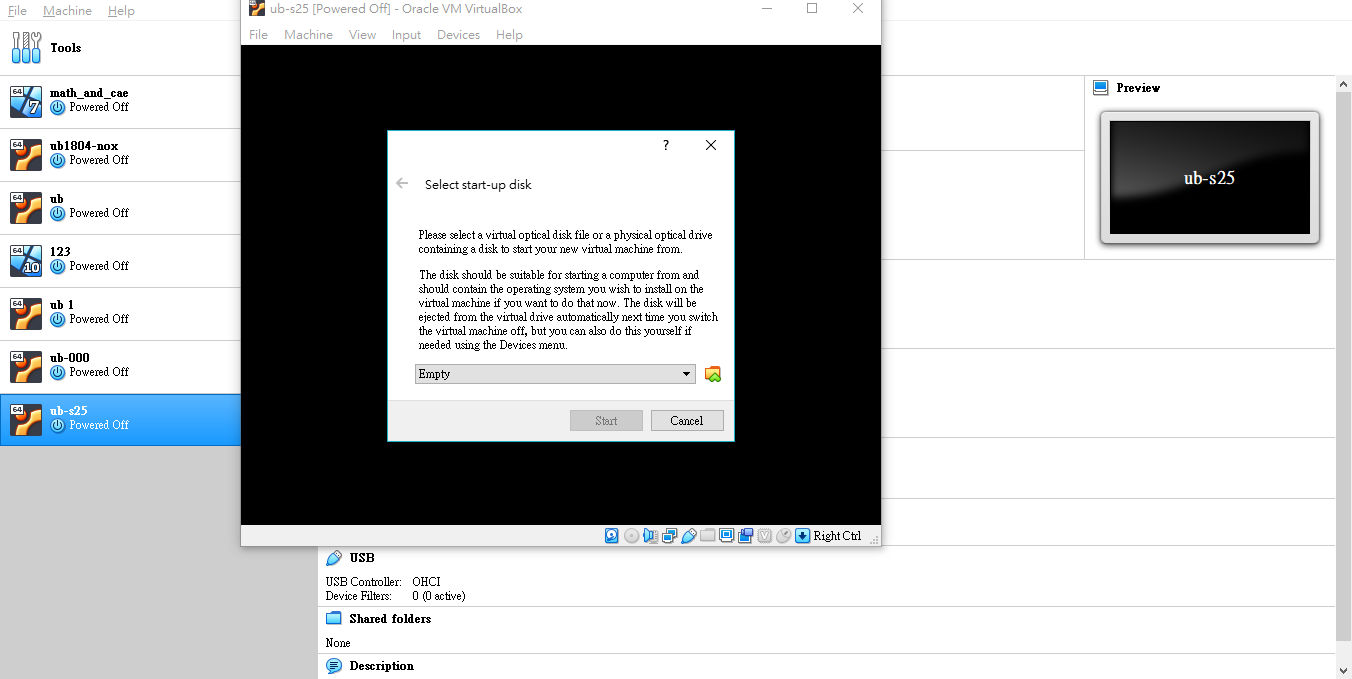 File Machine Help
Tools
64 7 math_and_cae
Powered Off
64 ub1804-nox
Powered Off
64 ub
Powered Off
64 10 123
Powered Off
64 ub 1
Powered Off
64 ub-000
Powered Off
64 ub-s25
Powered Off
64 ub-s25 [Powered Off] - Oracle VM VirtualBox
File Machine View Input Devices Help
?
Select start-up disk
Please select a virtual optical disk file or a physical optical drive
containing a disk to start your new virtual machine from.
The disk should be suitable for starting a computer from and
should contain the operating system you wish to install on the
virtual machine if you want to do that now. The disk will be
ejected from the virtual drive automatically next time you switch
the virtual machine off, but you can also do this yourself if
needed using the Devices menu.
Empty
Start Cancel
V Right Ctrl
Preview
ub-s25
USB
USB Controller: OHCI
Device Filters: 0 (0 active)
Shared folders
None
Description